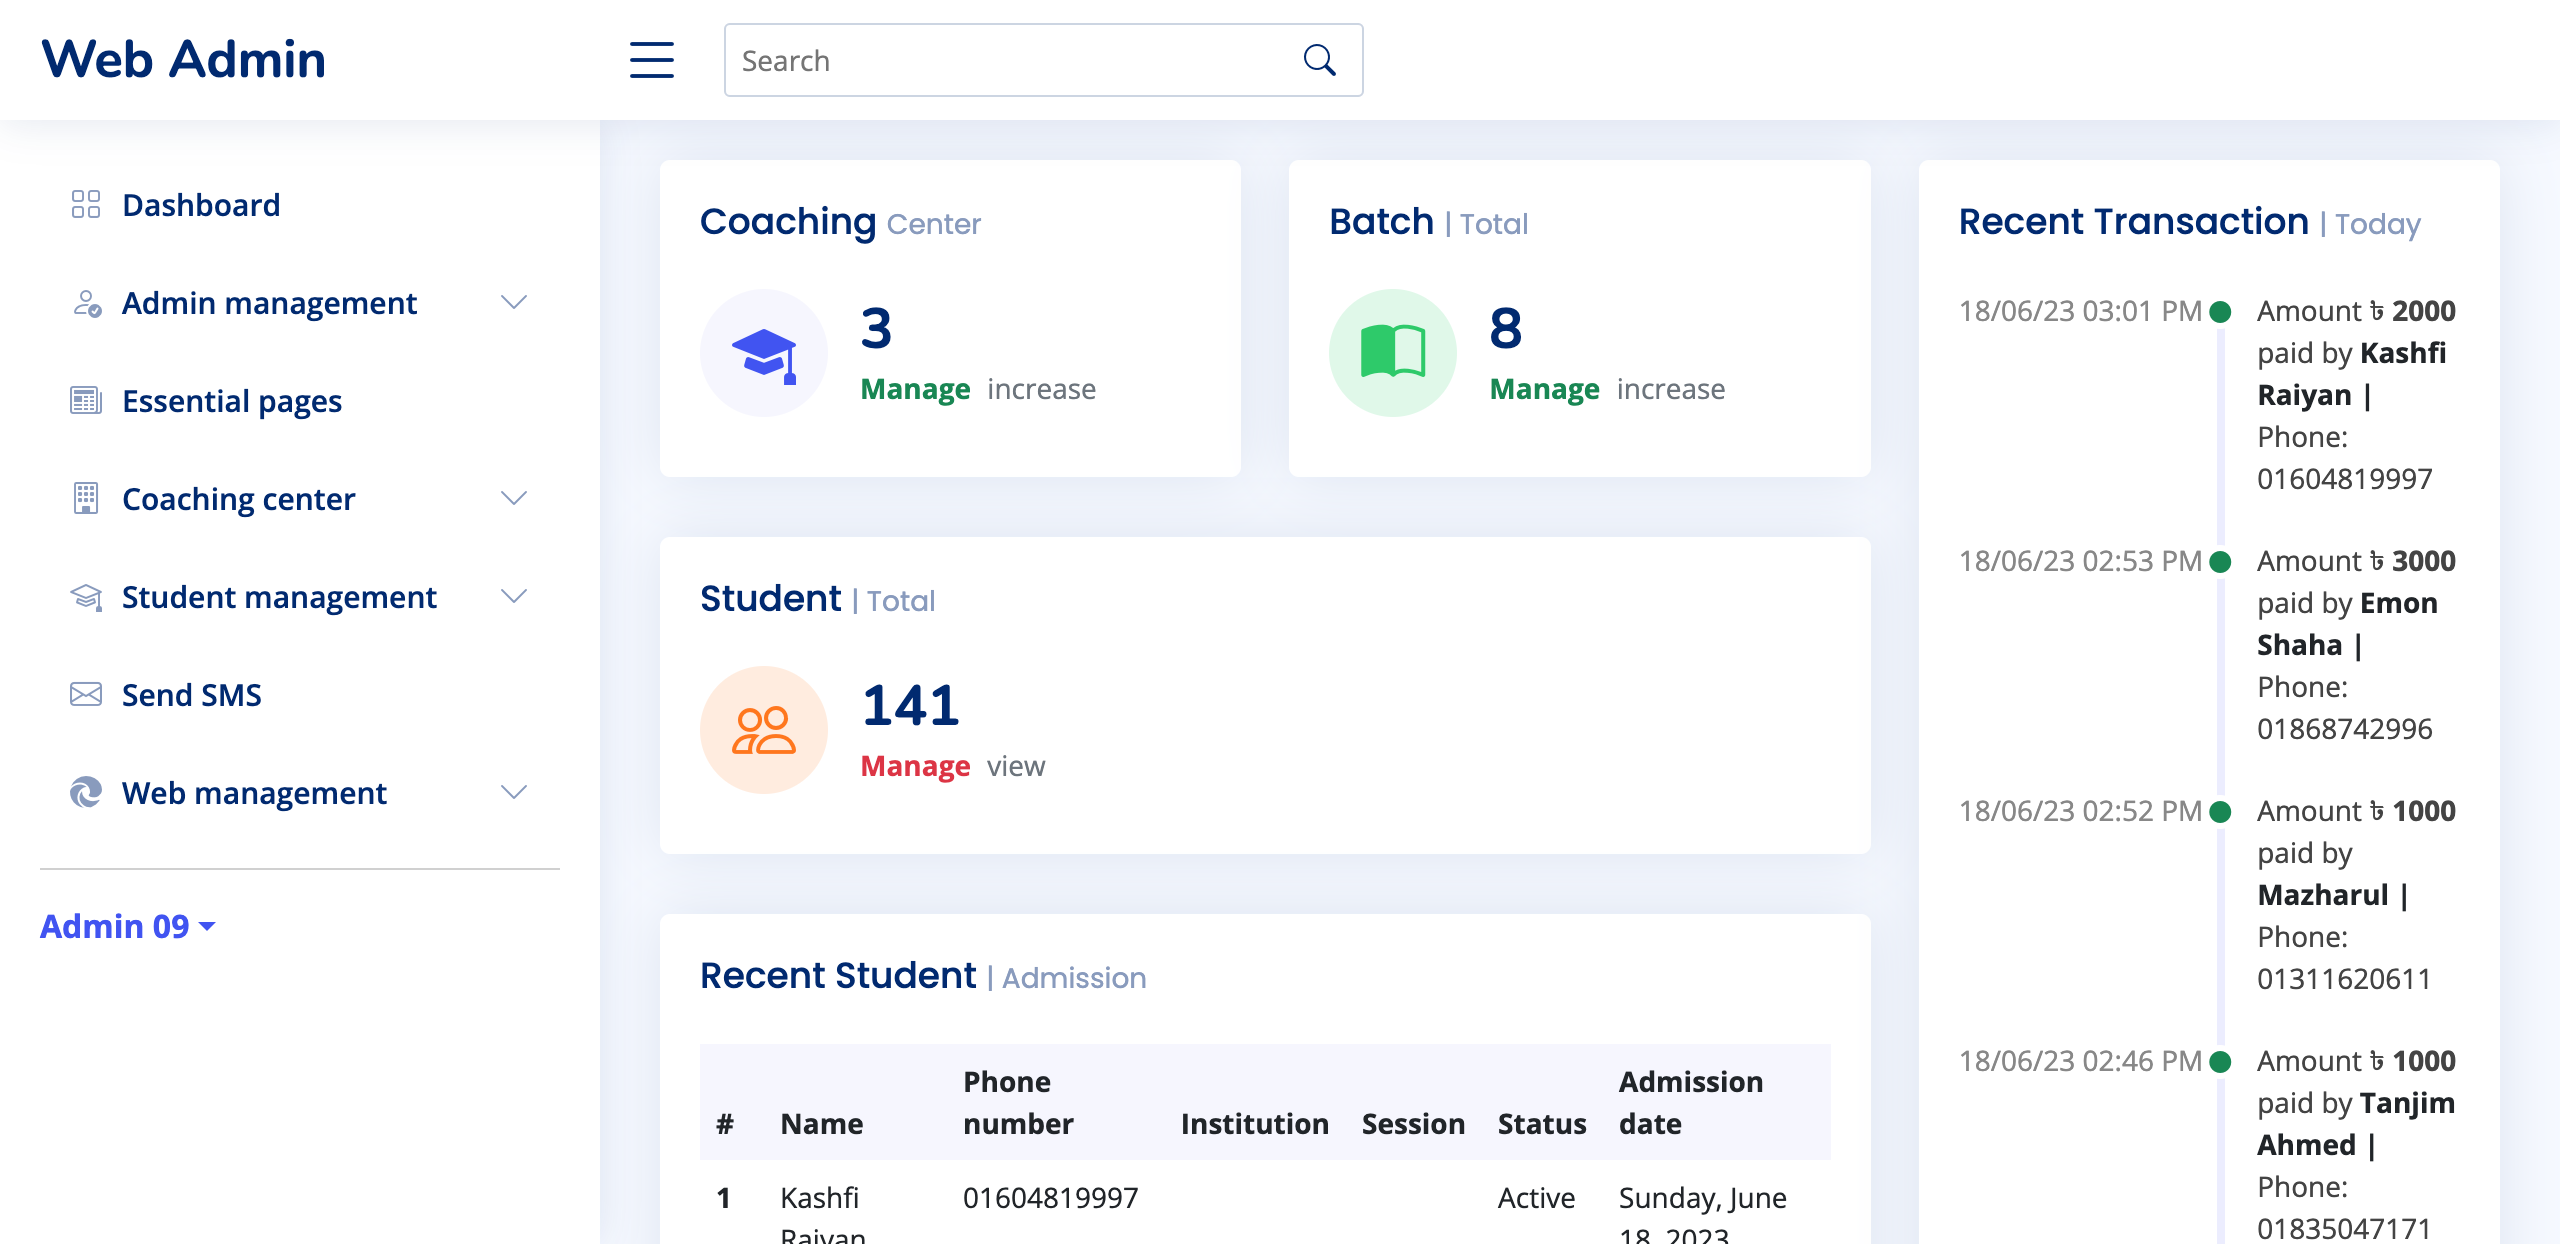 Web Admin
Search
Dashboard
Admin management
Essential pages
Coaching center
Student management
Send SMS
Web management
Admin 09
Coaching Center
3
Manage increase
Batch | Total
8
Manage increase
Student | Total
141
Manage view
Recent Student | Admission
# Name Phone number Institution Session Status Admission date
1 Kashfi Raiyan 01604819997 Active Sunday, June 18, 2023
Recent Transaction | Today
18/06/23 03:01 PM
Amount ৳ 2000
paid by Kashfi
Raiyan |
Phone:
01604819997
18/06/23 02:53 PM
Amount ৳ 3000
paid by Emon
Shaha |
Phone:
01868742996
18/06/23 02:52 PM
Amount ৳ 1000
paid by
Mazharul |
Phone:
01311620611
18/06/23 02:46 PM
Amount ৳ 1000
paid by Tanjim
Ahmed |
Phone:
01835047171